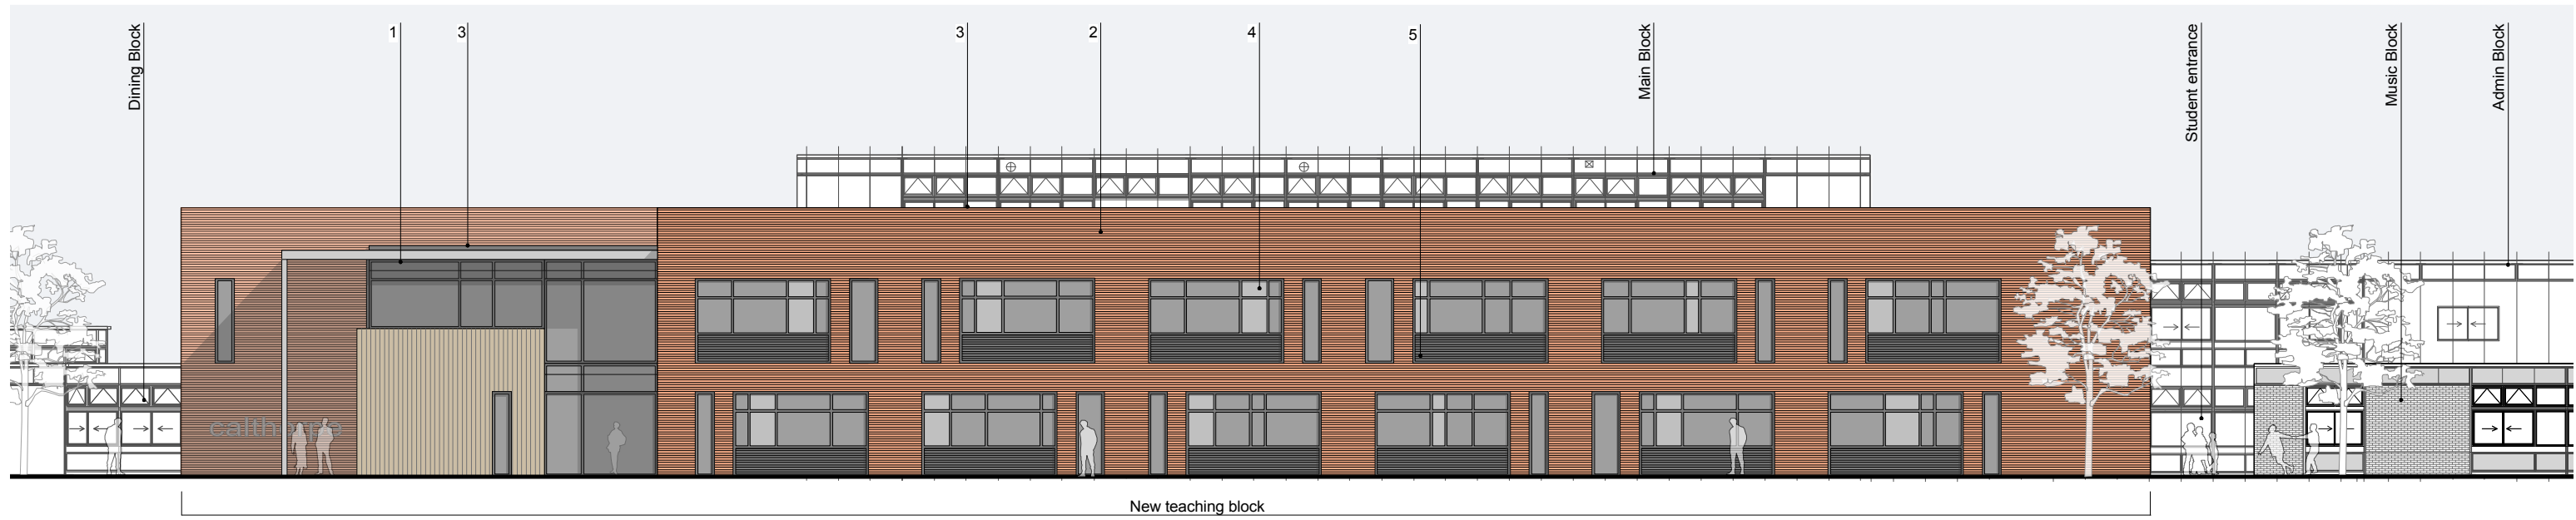 Dining Block
1
3
3
2
4
5
Main Block
Student entrance
Music Block
Admin Block
calthorpe
New teaching block